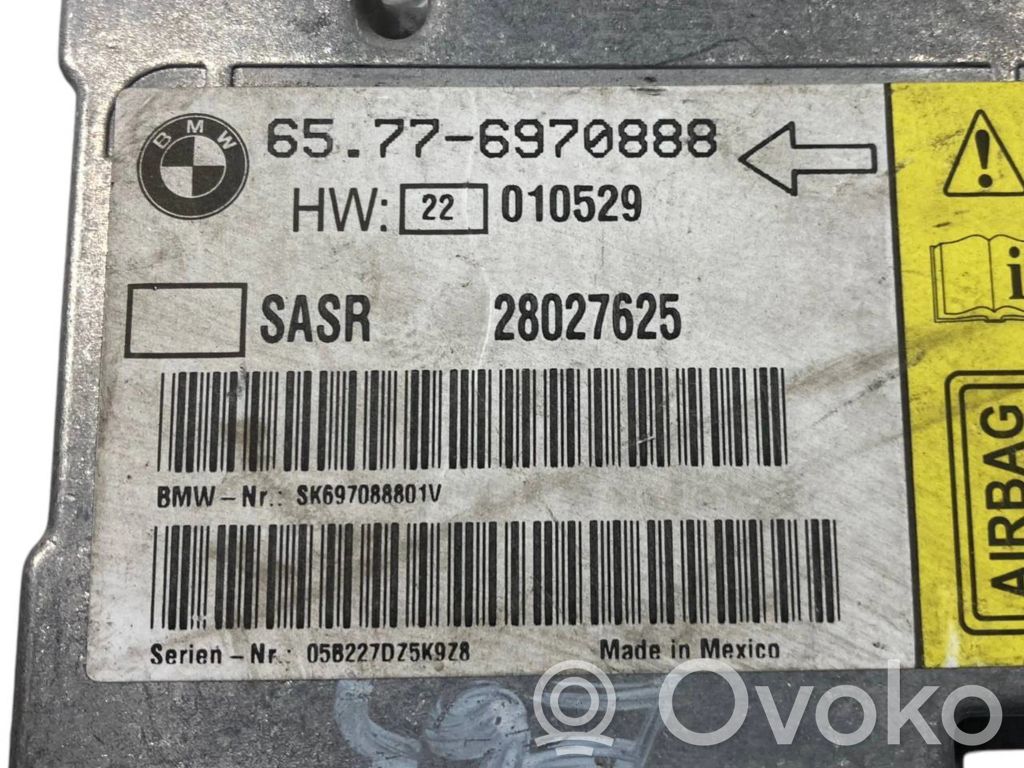 BMW
65.77-6970888
HW: 22 010529
SASR 28027625
BMW-Nr.: SK697088801V
Serien-Nr.: 05B227DZ5K9Z8 Made in Mexico
i
AIRBAG
Ovoko